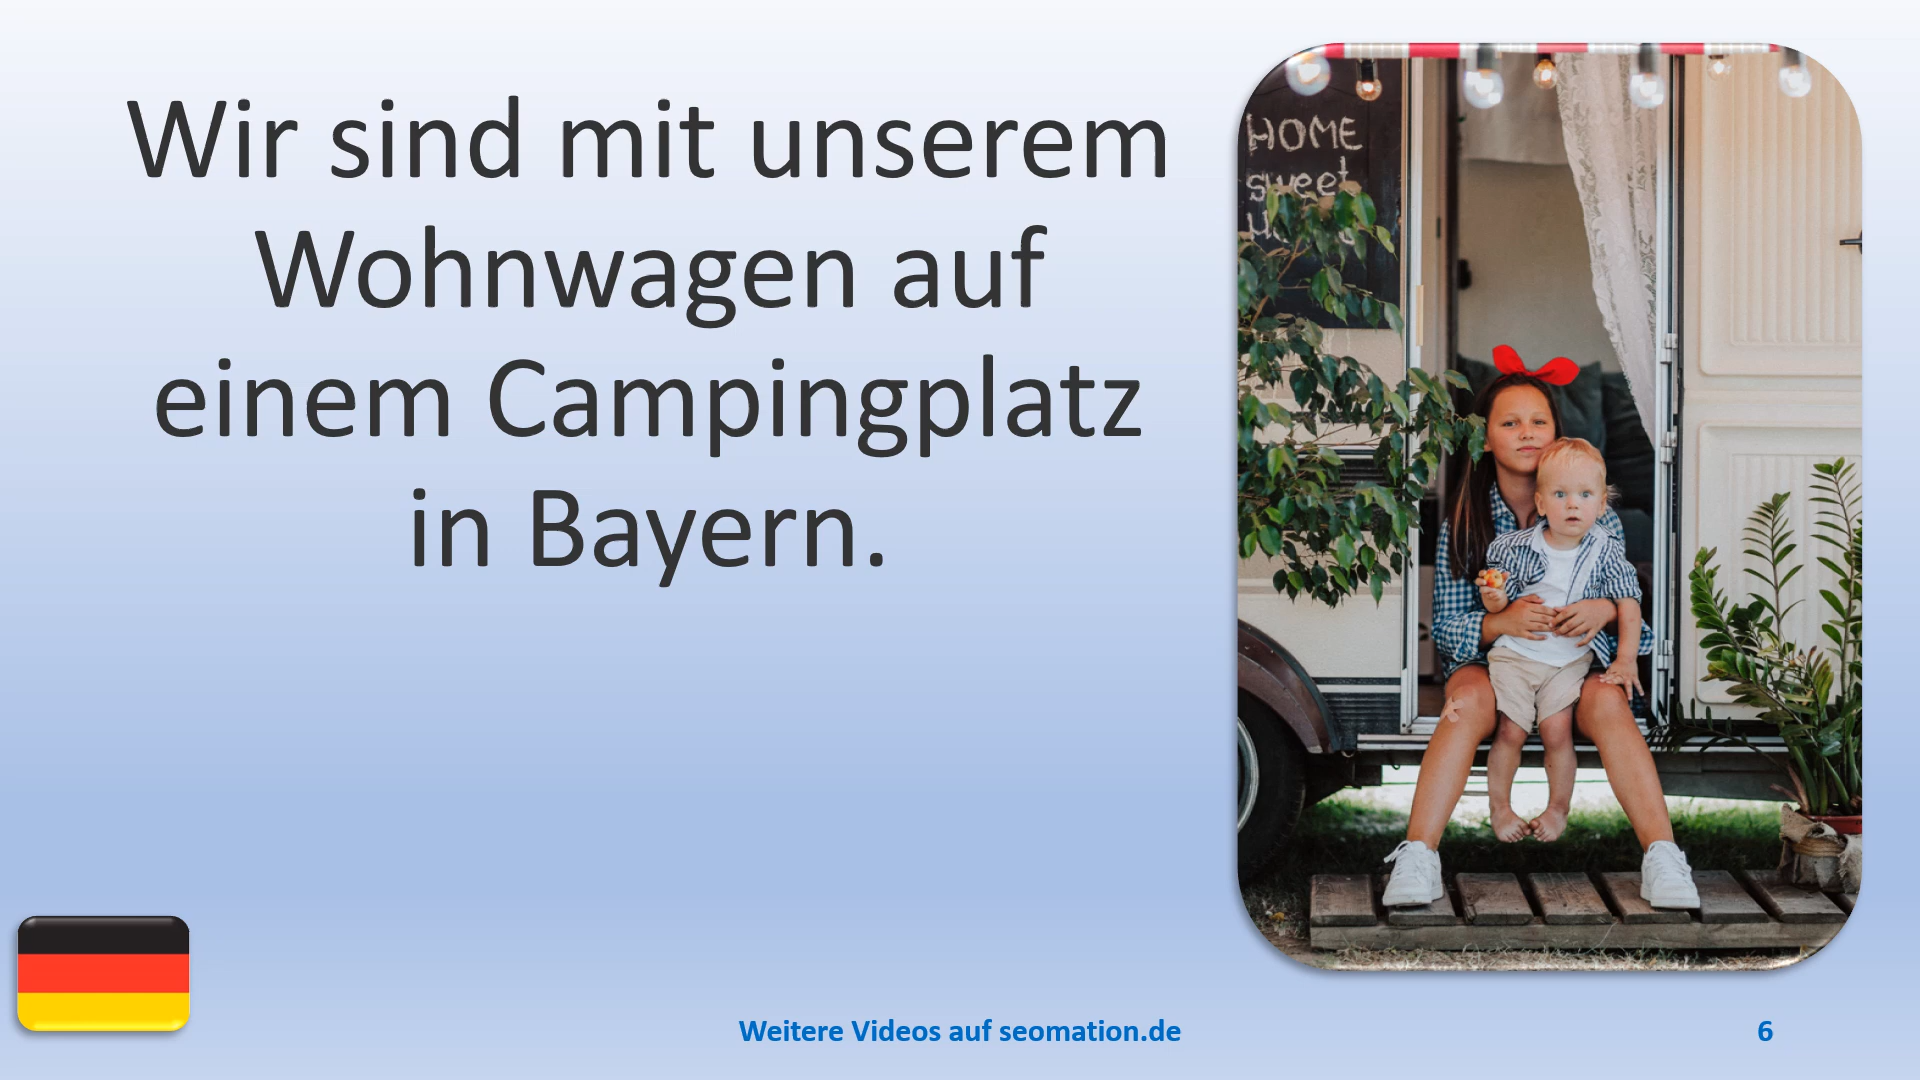 Wir sind mit unserem
Wohnwagen auf
einem Campingplatz
in Bayern.
HOME
sweet
Weitere Videos auf seomation.de
6